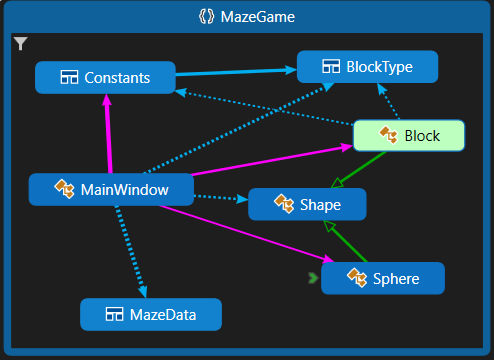 MazeGame
Constants
BlockType
Block
MainWindow
Shape
Sphere
MazeData